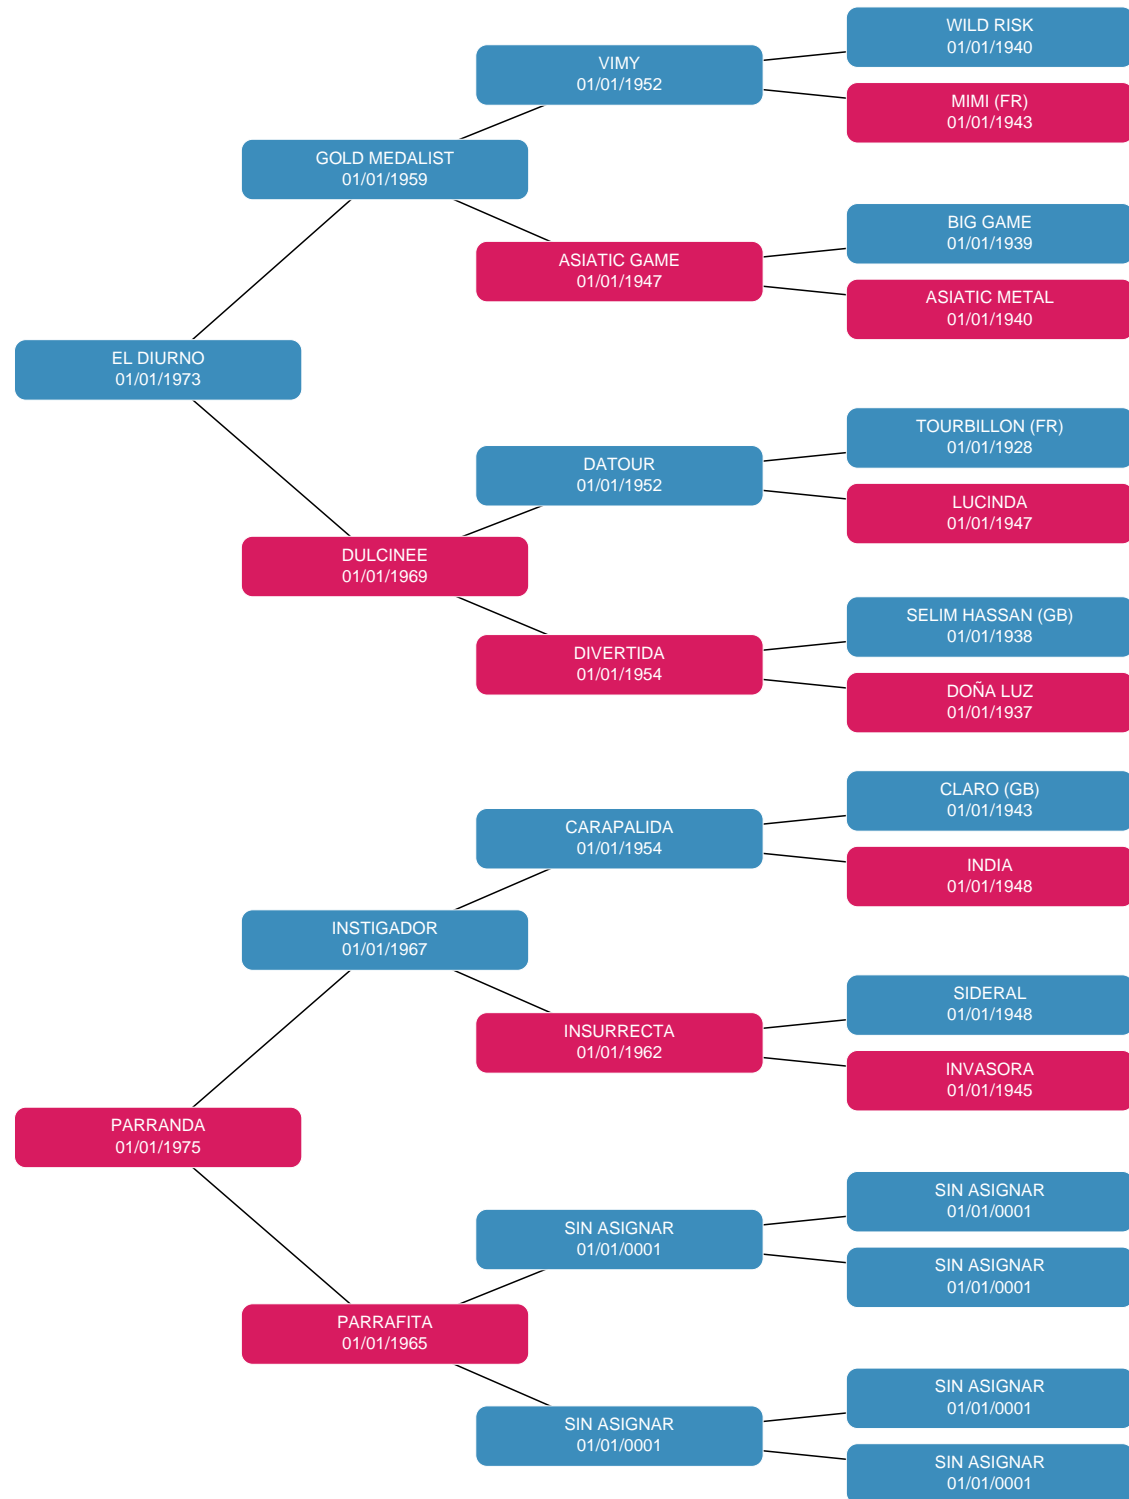 WILD RISK
01/01/1940
VIMY
01/01/1952
MIMI (FR)
01/01/1943
GOLD MEDALIST
01/01/1959
BIG GAME
01/01/1939
ASIATIC GAME
01/01/1947
ASIATIC METAL
01/01/1940
EL DIURNO
01/01/1973
TOURBILLON (FR)
01/01/1928
DATOUR
01/01/1952
LUCINDA
01/01/1947
DULCINEE
01/01/1969
SELIM HASSAN (GB)
01/01/1938
DIVERTIDA
01/01/1954
DOÑA LUZ
01/01/1937
CLARO (GB)
01/01/1943
CARAPALIDA
01/01/1954
INDIA
01/01/1948
INSTIGADOR
01/01/1967
SIDERAL
01/01/1948
INSURRECTA
01/01/1962
INVASORA
01/01/1945
PARRANDA
01/01/1975
SIN ASIGNAR
01/01/0001
SIN ASIGNAR
01/01/0001
SIN ASIGNAR
01/01/0001
PARRAFITA
01/01/1965
SIN ASIGNAR
01/01/0001
SIN ASIGNAR
01/01/0001
SIN ASIGNAR
01/01/0001